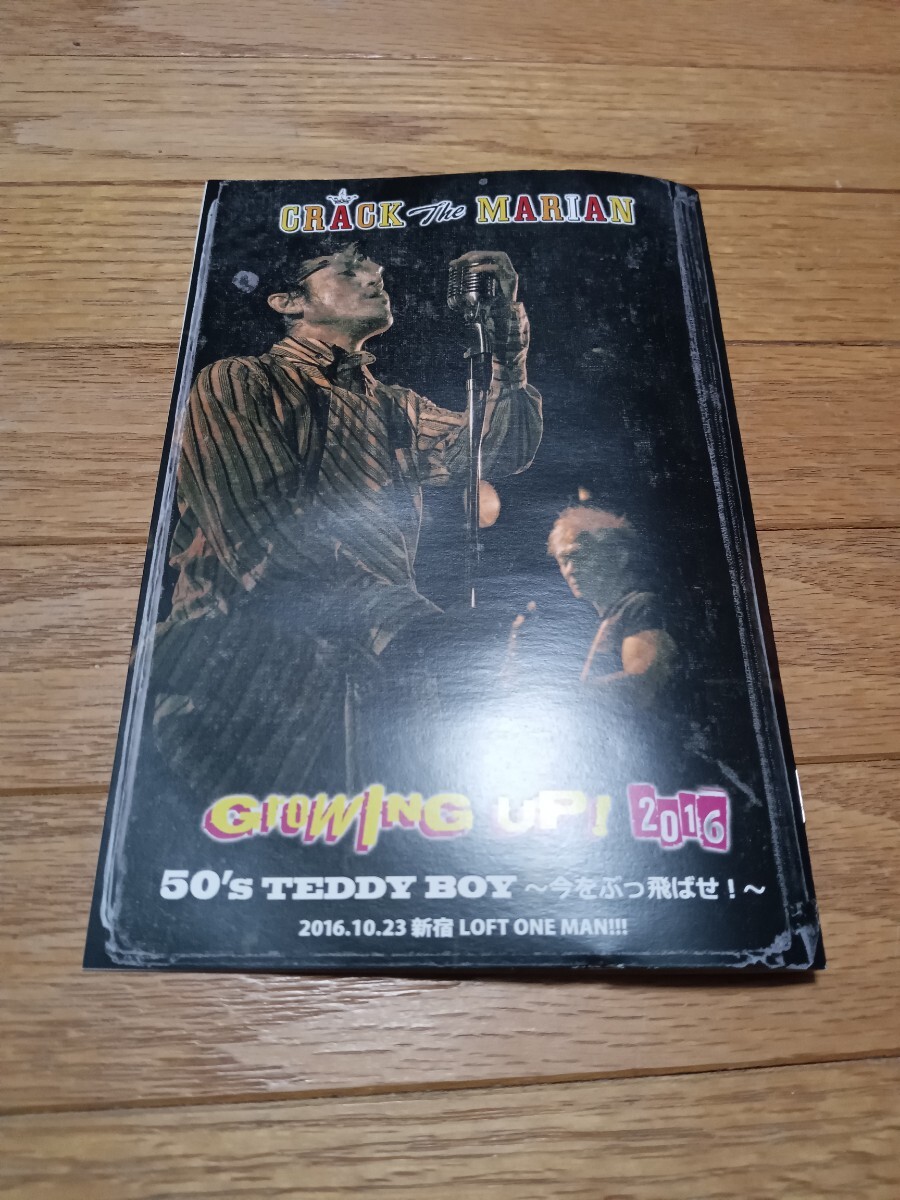 CRACK The MARIAN
GROWING UP! 2016
50's TEDDY BOY ～今をぶっ飛ばせ！～
2016.10.23 新宿 LOFT ONE MAN!!!